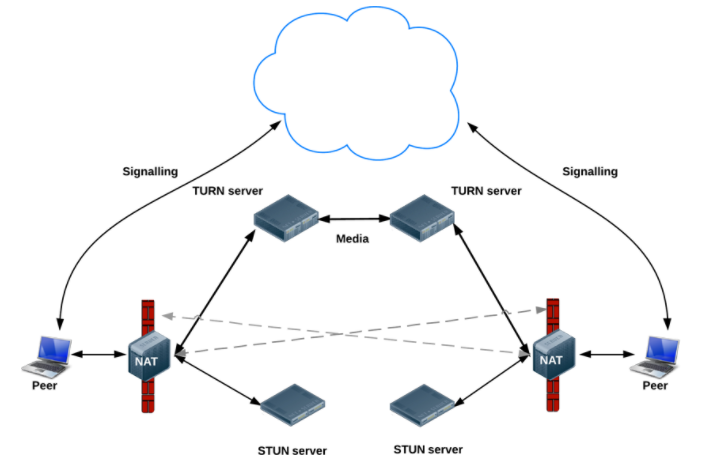 Signalling
Signalling
TURN server
TURN server
Media
NAT
NAT
Peer
Peer
STUN server
STUN server